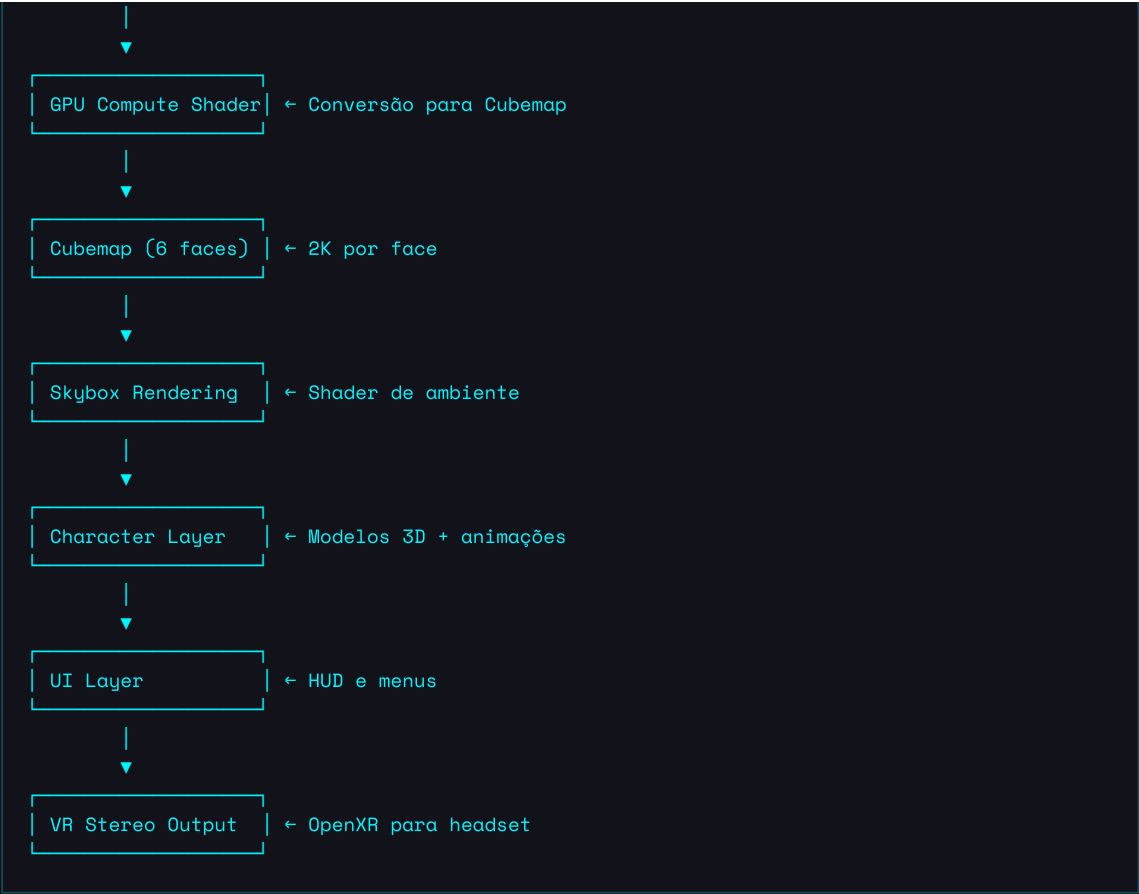 GPU Compute Shader ← Conversão para Cubemap
Cubemap (6 faces) ← 2K por face
Skybox Rendering ← Shader de ambiente
Character Layer ← Modelos 3D + animações
UI Layer ← HUD e menus
VR Stereo Output ← OpenXR para headset